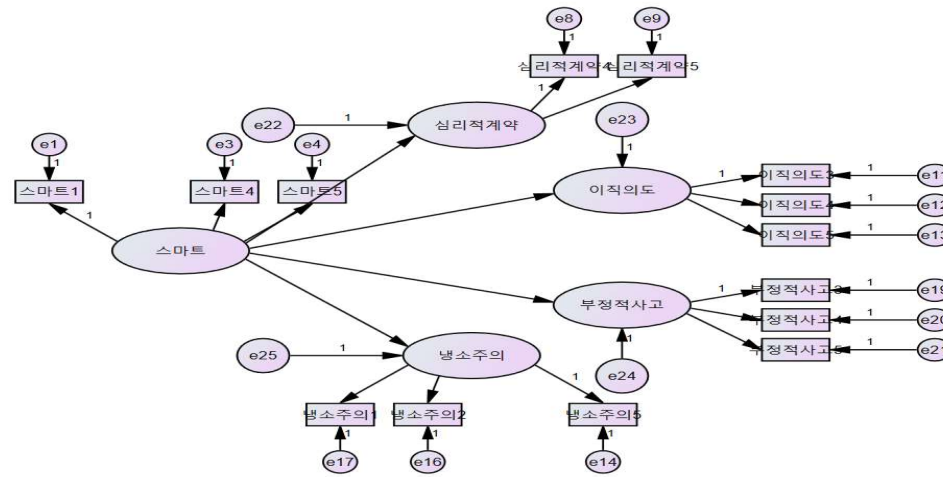 e8
e9
1
1
심리적계약4
심리적계약5
1
e22
1
심리적계약
e23
1
e1
1
e3
1
e4
1
스마트1
스마트4
스마트5
1
이직의도
1
이직의도3
1
e11
이직의도4
1
e12
이직의도5
1
e13
스마트
부정적사고
1
부정적사고3
1
e19
부정적사고4
1
e20
부정적사고5
1
e21
1
e24
e25
1
냉소주의
1
냉소주의1
냉소주의2
냉소주의5
1
1
1
e17
e16
e14